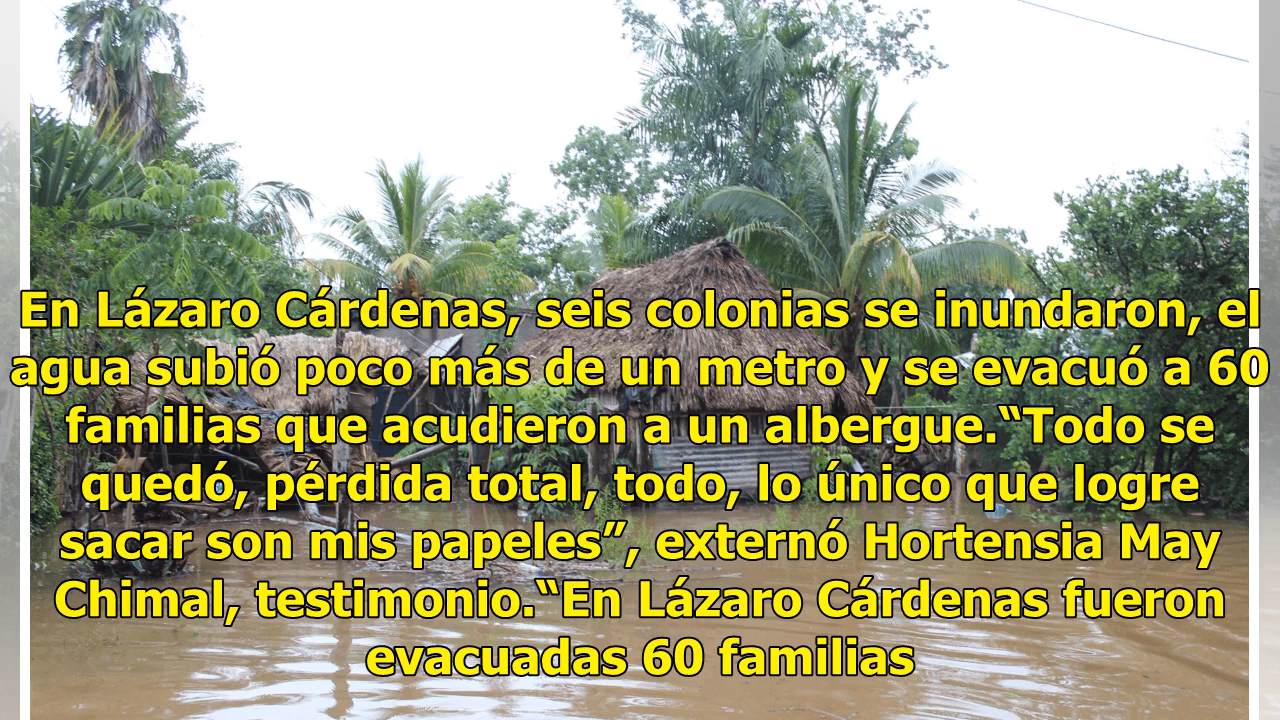 En Lázaro Cárdenas, seis colonias se inundaron, el
agua subió poco más de un metro y se evacuó a 60
familias que acudieron a un albergue.“Todo se
quedó, pérdida total, todo, lo único que logre
sacar son mis papeles”, externó Hortensia May
Chimal, testimonio.“En Lázaro Cárdenas fueron
evacuadas 60 familias